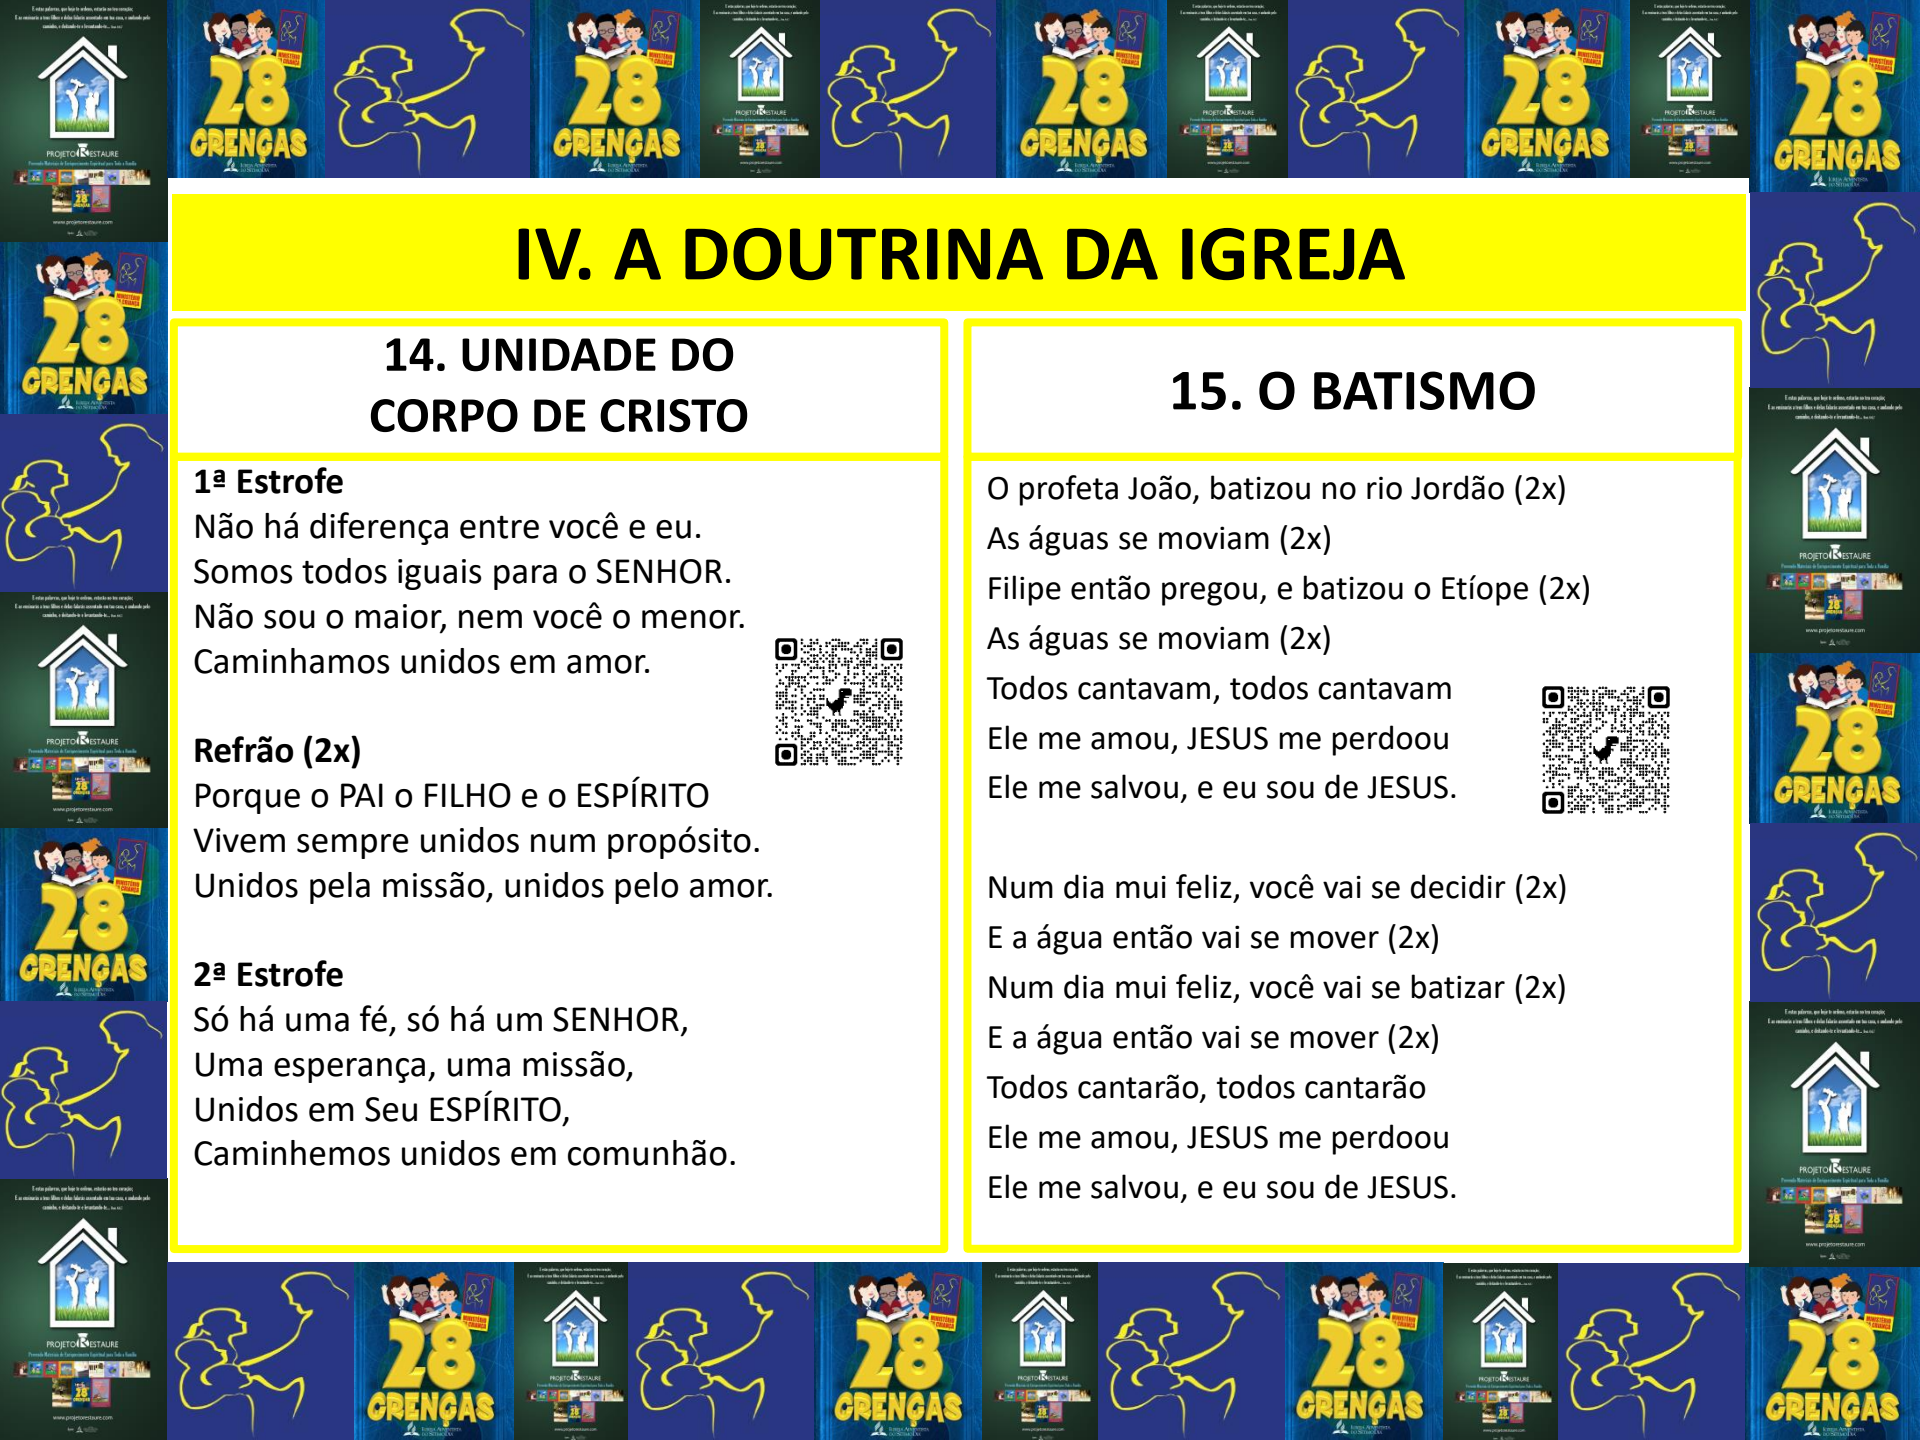 IV. A DOUTRINA DA IGREJA
14. UNIDADE DO
CORPO DE CRISTO
1ª Estrofe
Não há diferença entre você e eu.
Somos todos iguais para o SENHOR.
Não sou o maior, nem você o menor.
Caminhamos unidos em amor.
Refrão (2x)
Porque o PAI o FILHO e o ESPÍRITO
Vivem sempre unidos num propósito.
Unidos pela missão, unidos pelo amor.
2ª Estrofe
Só há uma fé, só há um SENHOR,
Uma esperança, uma missão,
Unidos em Seu ESPÍRITO,
Caminhemos unidos em comunhão.
15. O BATISMO
O profeta João, batizou no rio Jordão (2x)
As águas se moviam (2x)
Filipe então pregou, e batizou o Etíope (2x)
As águas se moviam (2x)
Todos cantavam, todos cantavam
Ele me amou, JESUS me perdoou
Ele me salvou, e eu sou de JESUS.
Num dia mui feliz, você vai se decidir (2x)
E a água então vai se mover (2x)
Num dia mui feliz, você vai se batizar (2x)
E a água então vai se mover (2x)
Todos cantarão, todos cantarão
Ele me amou, JESUS me perdoou
Ele me salvou, e eu sou de JESUS.
28
CRENÇAS
MINISTÉRIO
DA CRIANÇA
PROJETO RESTAURE
www.projetorestaure.com